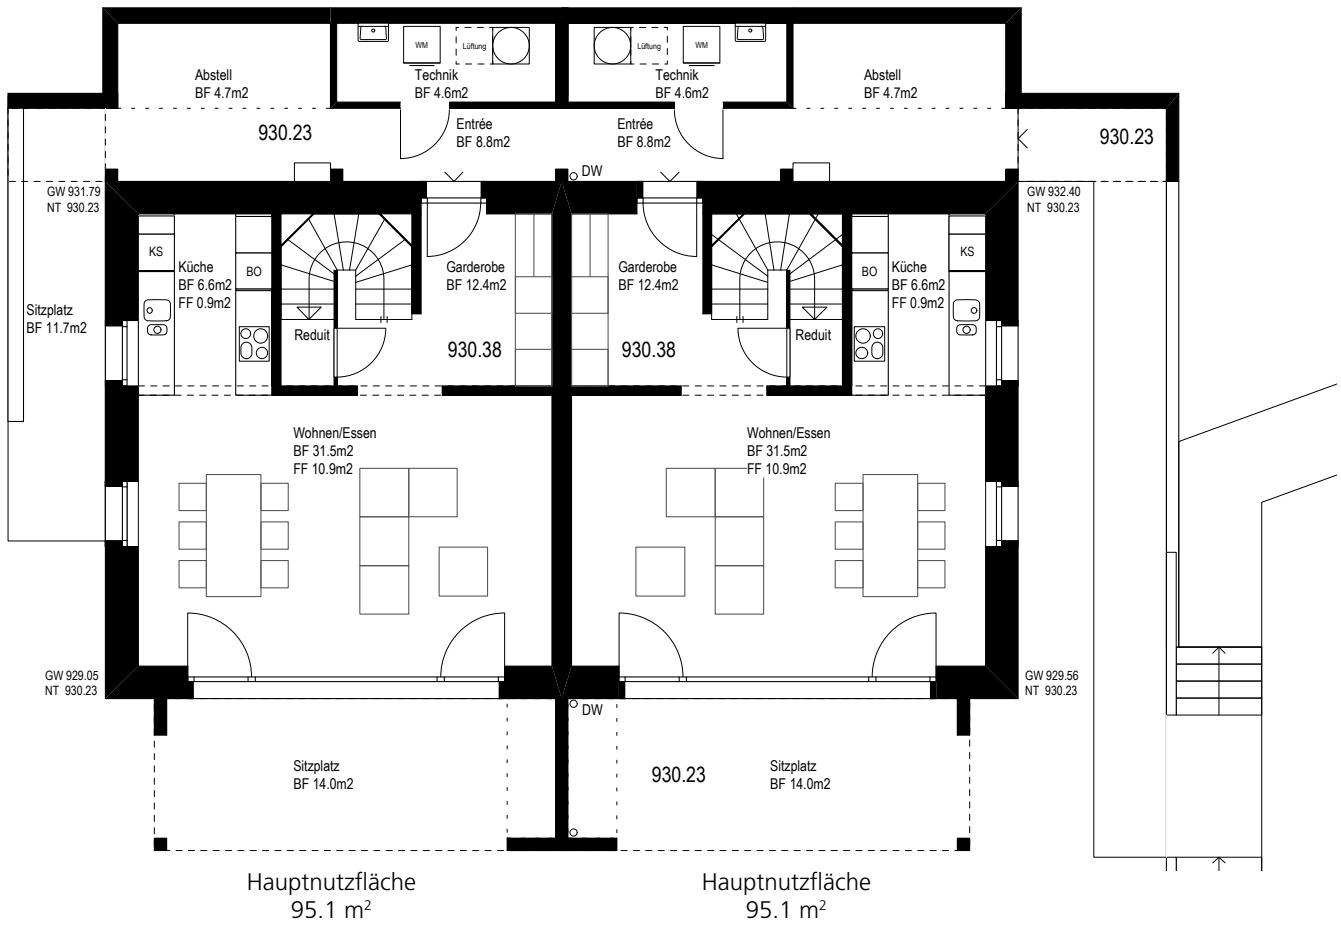 WM
Lüftung
Lüftung
WM
Abstell
BF 4.7m2
Technik
BF 4.6m2
Technik
BF 4.6m2
Abstell
BF 4.7m2
930.23
Entrée
BF 8.8m2
Entrée
BF 8.8m2
930.23
DW
GW 931.79
NT 930.23
GW 932.40
NT 930.23
KS
Küche
BF 6.6m2
FF 0.9m2
BO
Garderobe
BF 12.4m2
Garderobe
BF 12.4m2
BO
Küche
BF 6.6m2
FF 0.9m2
KS
Sitzplatz
BF 11.7m2
Reduit
930.38
930.38
Reduit
Wohnen/Essen
BF 31.5m2
FF 10.9m2
Wohnen/Essen
BF 31.5m2
FF 10.9m2
GW 929.05
NT 930.23
GW 929.56
NT 930.23
DW
Sitzplatz
BF 14.0m2
930.23
Sitzplatz
BF 14.0m2
Hauptnutzfläche
95.1 m²
Hauptnutzfläche
95.1 m²